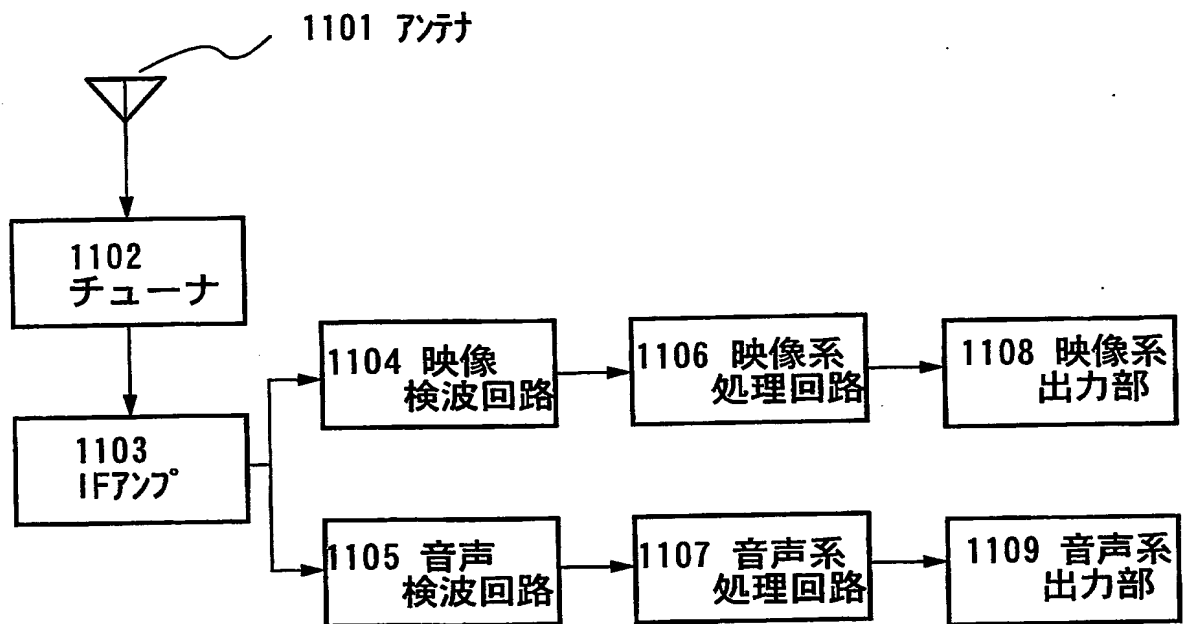 1101 アンテナ
1102
チューナ
1103
IFアンプ
1104 映像
検波回路
1106 映像系
処理回路
1108 映像系
出力部
1105 音声
検波回路
1107 音声系
処理回路
1109 音声系
出力部